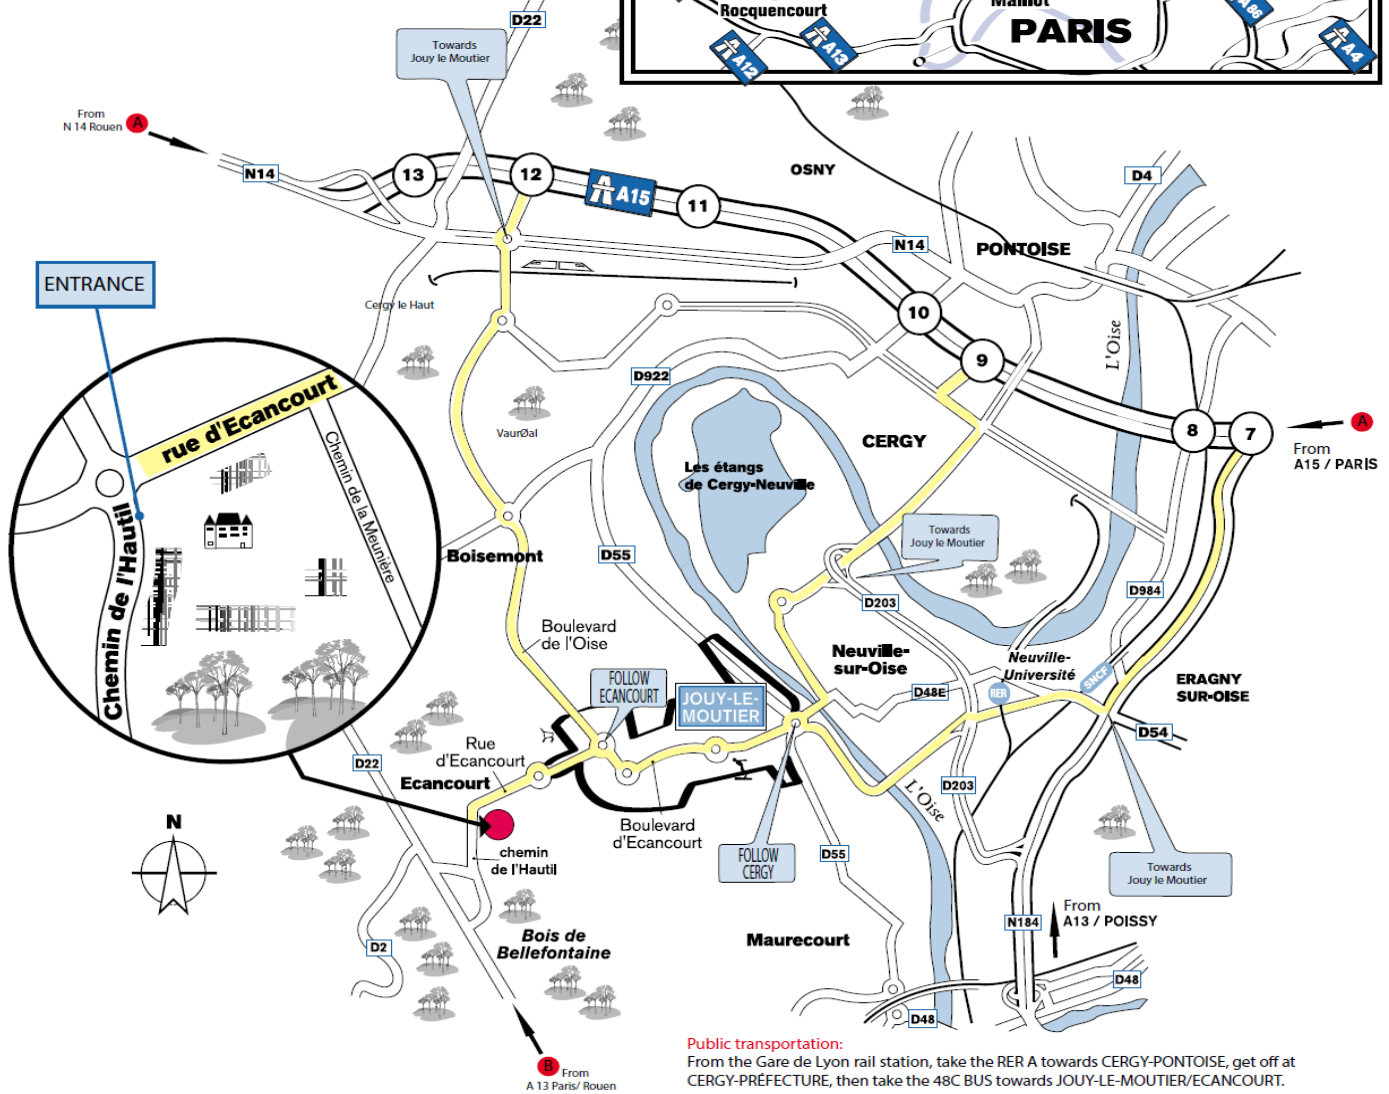 Rocquencourt
Maillot
PARIS
A12
A13
A86
A4
D22
Towards
Jouy le Moutier
From
N 14 Rouen
A
N14
13
12
A15
11
OSNY
D4
N14
PONTOISE
ENTRANCE
Cergy le Haut
10
9
L'Oise
D922
rue d'Ecancourt
VaurØal
CERGY
8
7
A
From
A15 / PARIS
Les étangs
de Cergy-Neuville
Chemin de la Meunière
Chemin de l'Hautil
Towards
Jouy le Moutier
Boisemont
D55
D203
D984
Boulevard
de l'Oise
Neuville-
sur-Oise
Neuville-
Université
SNCF
RER
ERAGNY
SUR-OISE
FOLLOW
ECANCOURT
JOUY-LE-
MOUTIER
D48E
D54
Rue
d'Ecancourt
D22
Ecancourt
D203
L'Oise
N
Boulevard
d'Ecancourt
chemin
de l'Hautil
FOLLOW
CERGY
D55
Towards
Jouy le Moutier
From
A13 / POISSY
N184
D2
Bois de
Bellefontaine
Maurecourt
D48
D48
B
From
A 13 Paris/ Rouen
Public transportation:
From the Gare de Lyon rail station, take the RER A towards CERGY-PONTOISE, get off at
CERGY-PRÉFECTURE, then take the 48C BUS towards JOUY-LE-MOUTIER/ECANCOURT.